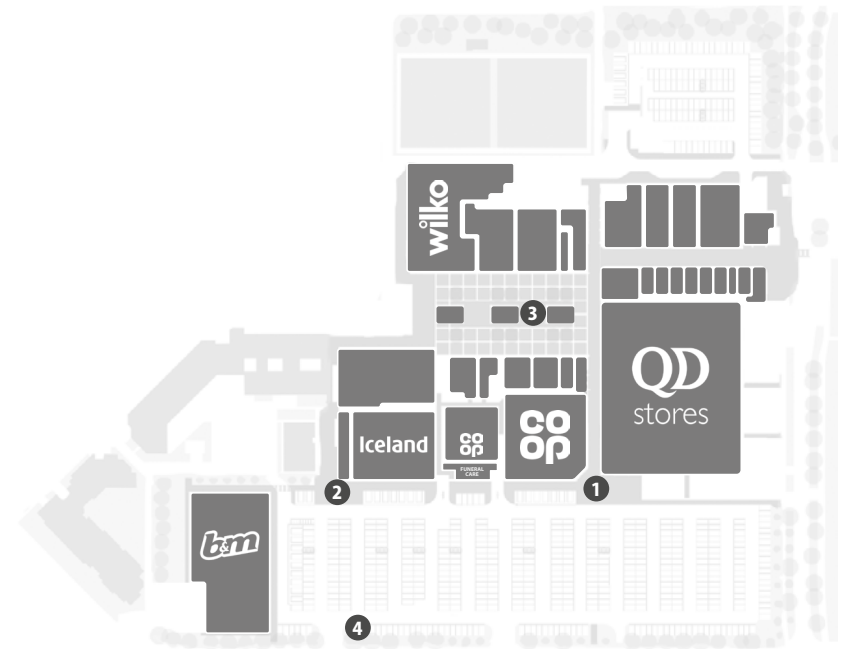 wilko
3
QD
stores
CO
OP
Iceland
CO
OP
FUNERAL
CARE
1
2
b&m
4